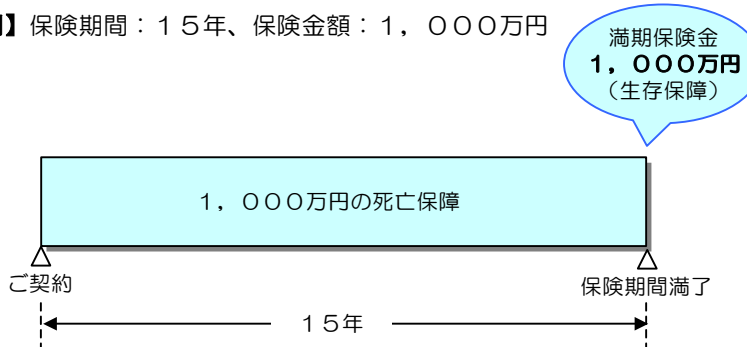 】保険期間：１５年、保険金額：１，０００万円
満期保険金
１，０００万円
（生存保障）
１，０００万円の死亡保障
ご契約
保険期間満了
１５年